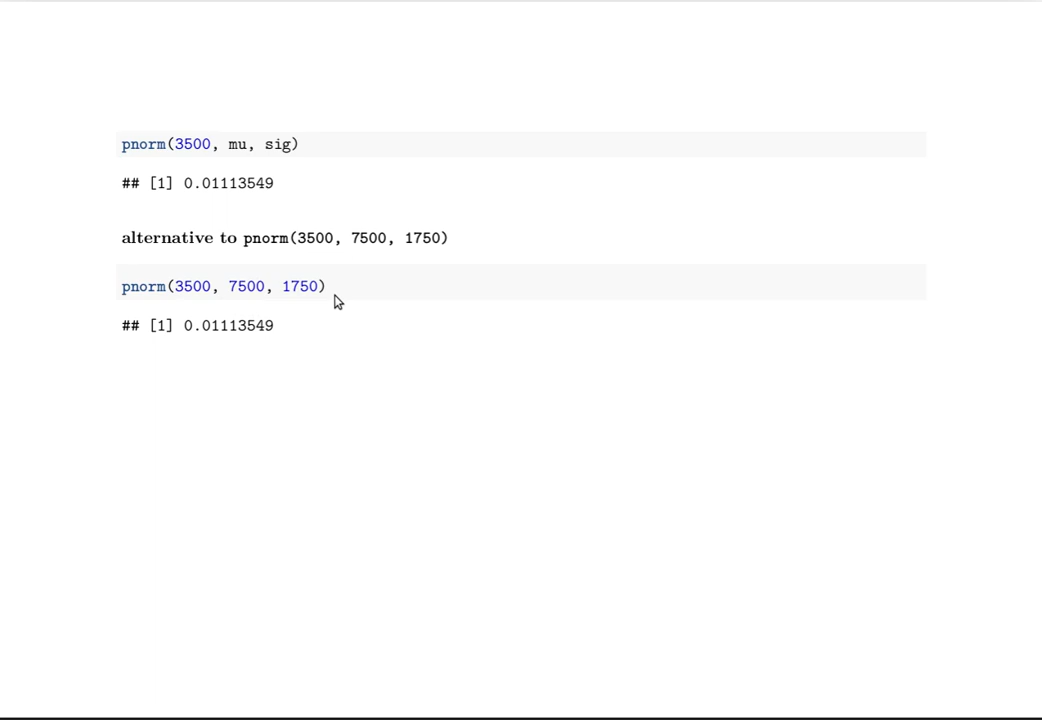 pnorm(3500, mu, sig)
## [1] 0.01113549
alternative to pnorm(3500, 7500, 1750)
pnorm(3500, 7500, 1750)
## [1] 0.01113549